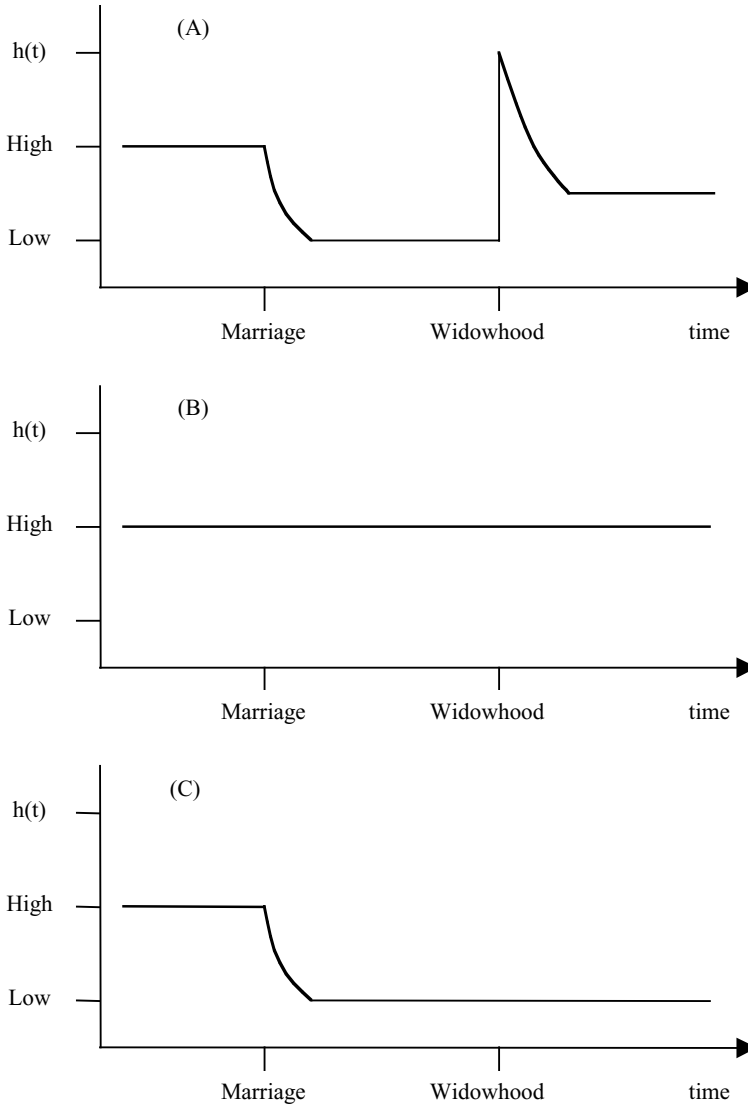 (A)
h(t)
High
Low
Marriage Widowhood time
(B)
h(t)
High
Low
Marriage Widowhood time
(C)
h(t)
High
Low
Marriage Widowhood time